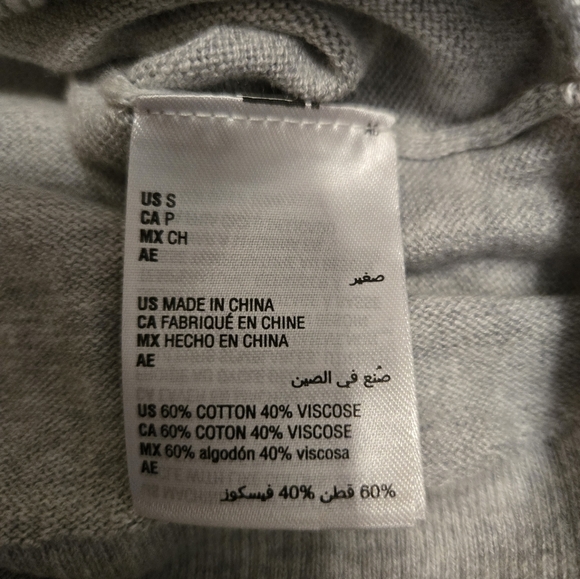 US S
CA P
MX CH
AE
صغير
US MADE IN CHINA
CA FABRIQUÉ EN CHINE
MX HECHO EN CHINA
AE
صُنع في الصين
US 60% COTTON 40% VISCOSE
CA 60% COTON 40% VISCOSE
MX 60% algodón 40% viscosa
AE
60% قطن 40% فيسكوز